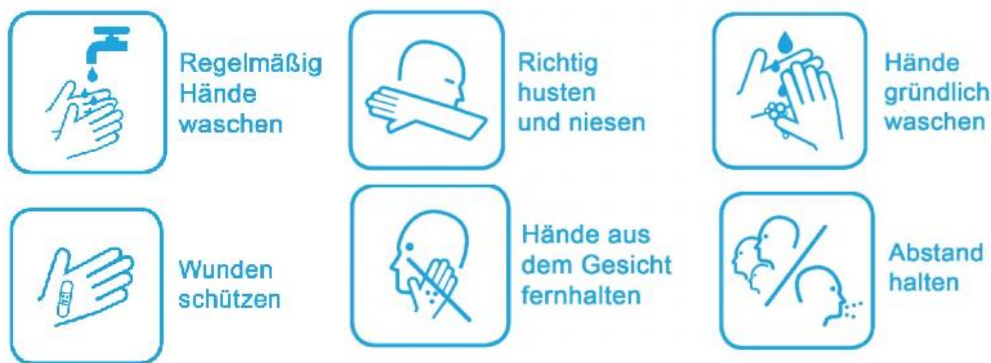 Regelmäßig
Hände
waschen
Richtig
husten
und niesen
Hände
gründlich
waschen
Wunden
schützen
Hände aus
dem Gesicht
fernhalten
Abstand
halten